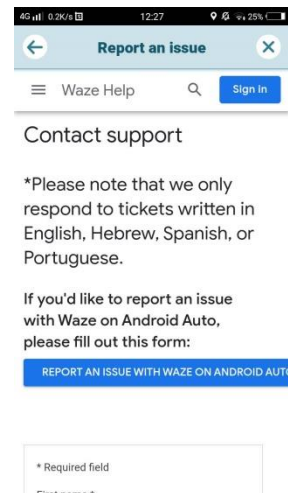 4G 0.2K/s 12:27 25%
Report an issue
Waze Help Sign in
Contact support
*Please note that we only
respond to tickets written in
English, Hebrew, Spanish, or
Portuguese.
If you'd like to report an issue
with Waze on Android Auto,
please fill out this form:
REPORT AN ISSUE WITH WAZE ON ANDROID AUTO
* Required field
First name *